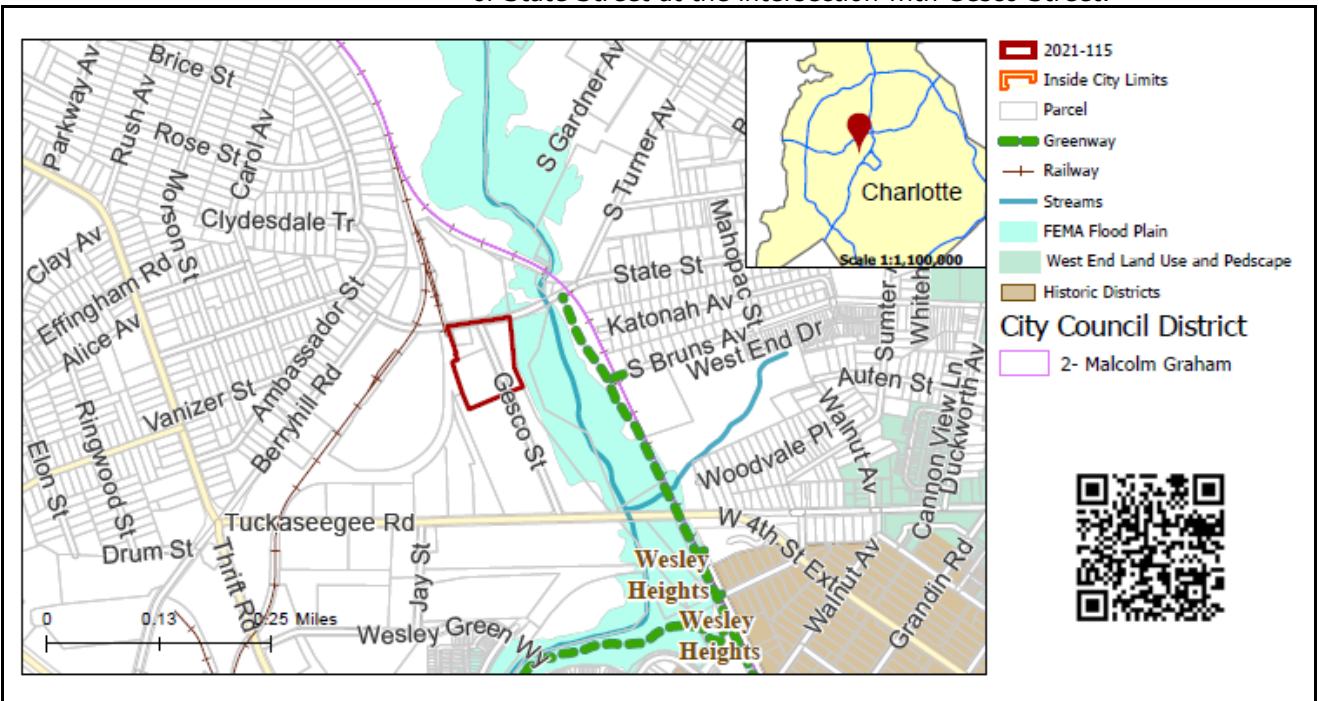 of State Street at the intersection with Gesco Street.
Parkway Av
Brice St
Rush Av
Rose St
Carol Av
Morson St
Clydesdale Tr
Clay Av
Effingham Rd
Alice Av
Ambassador St
Berryhill Rd
Vanizer St
Ringwood St
Elon St
Drum St
Thrift Rd
Tuckaseegee Rd
Jay St
Wesley Green Wy
Gesco St
S Gardner Av
S Turner Av
State St
Katonah Av
Mahopac St
S Bruns Av
West End Dr
Sumter
Whiteh
Auten St
Walnut Av
Woodvale Pl
Cannon View Ln
Duckworth Av
W 4th St Ext
Walnut Av
Grandin Rd
Wesley
Heights
Wesley
Heights
0 0.13 0.25 Miles
Charlotte
Scale 1:1,100,000
2021-115
Inside City Limits
Parcel
Greenway
Railway
Streams
FEMA Flood Plain
West End Land Use and Pedscape
Historic Districts
City Council District
2- Malcolm Graham